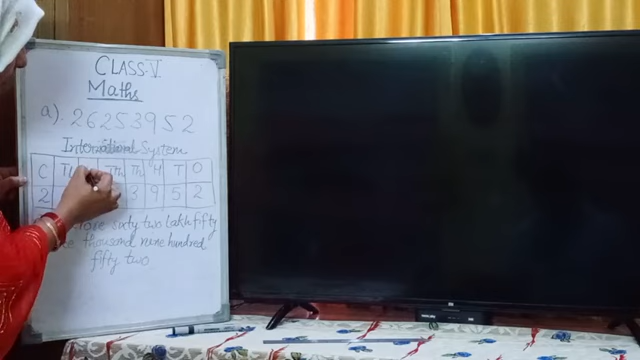 CLASS-V
Maths
a). 26253952
International System
C TL TTh Th H T O
2 3 9 5 2
sixty two lakh fifty
thousand nine hundred
fifty two